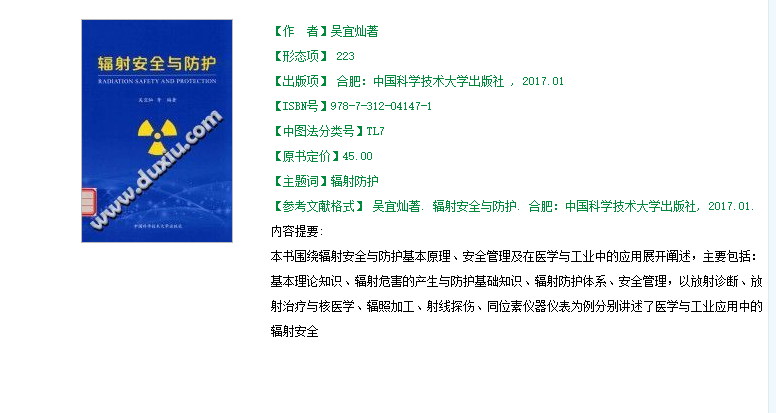 辐射安全与防护
RADIATION SAFETY AND PROTECTION
吴宜灿 等 编著
www.duxiu.com
中国科学技术大学出版社
【作 者】吴宜灿著
【形态项】 223
【出版项】 合肥：中国科学技术大学出版社 , 2017.01
【ISBN号】978-7-312-04147-1
【中图法分类号】TL7
【原书定价】45.00
【主题词】辐射防护
【参考文献格式】 吴宜灿著. 辐射安全与防护. 合肥：中国科学技术大学出版社, 2017.01.
内容提要:
本书围绕辐射安全与防护基本原理、安全管理及在医学与工业中的应用展开阐述，主要包括：
基本理论知识、辐射危害的产生与防护基础知识、辐射防护体系、安全管理，以放射诊断、放
射治疗与核医学、辐照加工、射线探伤、同位素仪器仪表为例分别讲述了医学与工业应用中的
辐射安全